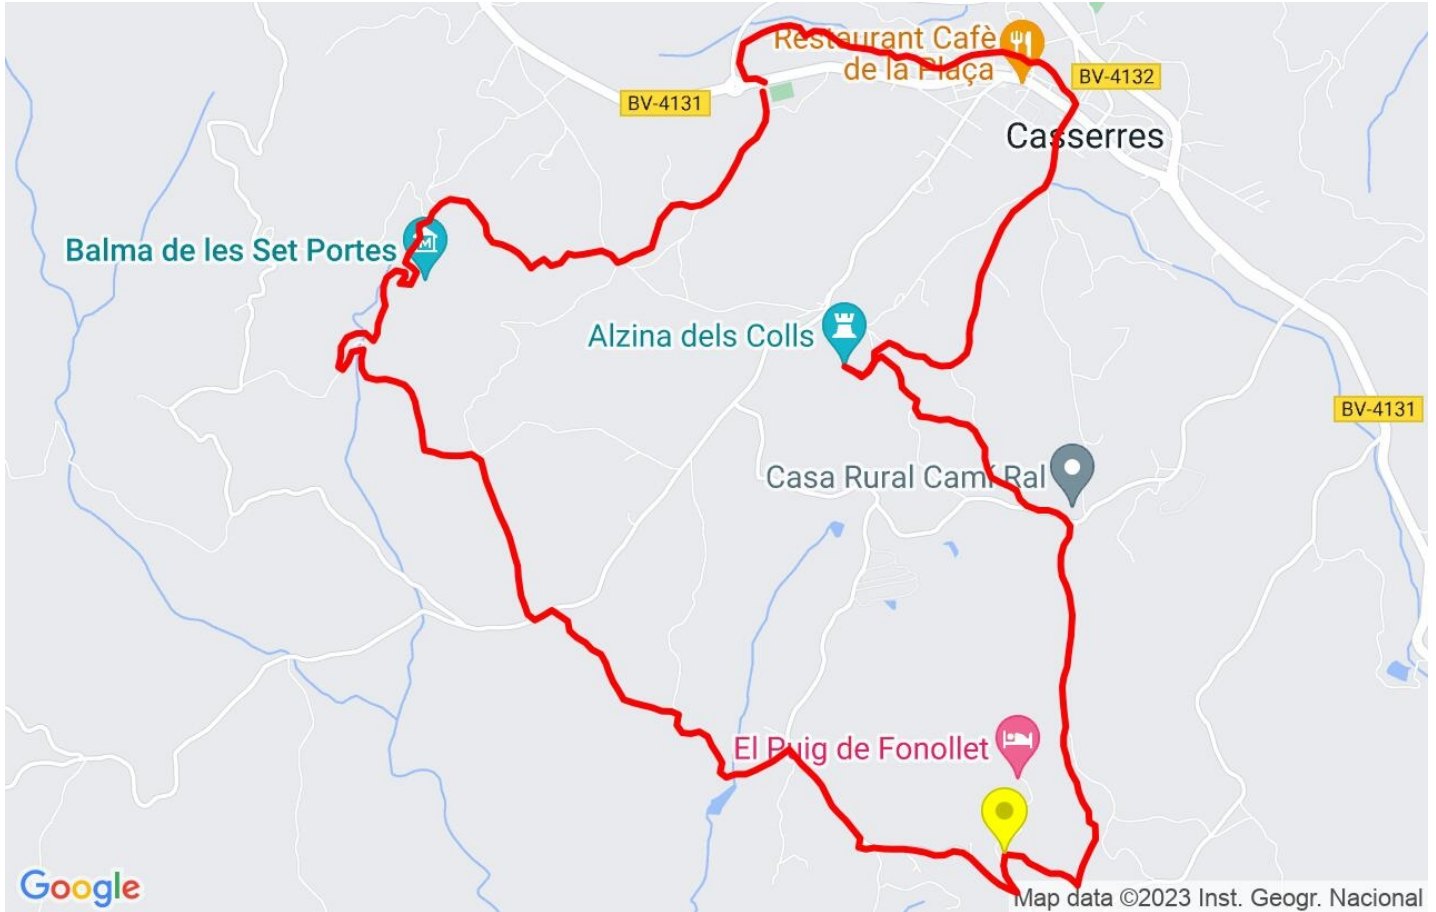 Restaurant Cafè
de la Plaça
BV-4132
BV-4131
Casserres
Balma de les Set Portes
M
Alzina dels Colls
BV-4131
Casa Rural Camí Ral
El Puig de Fonollet
Google
Map data ©2023 Inst. Geogr. Nacional